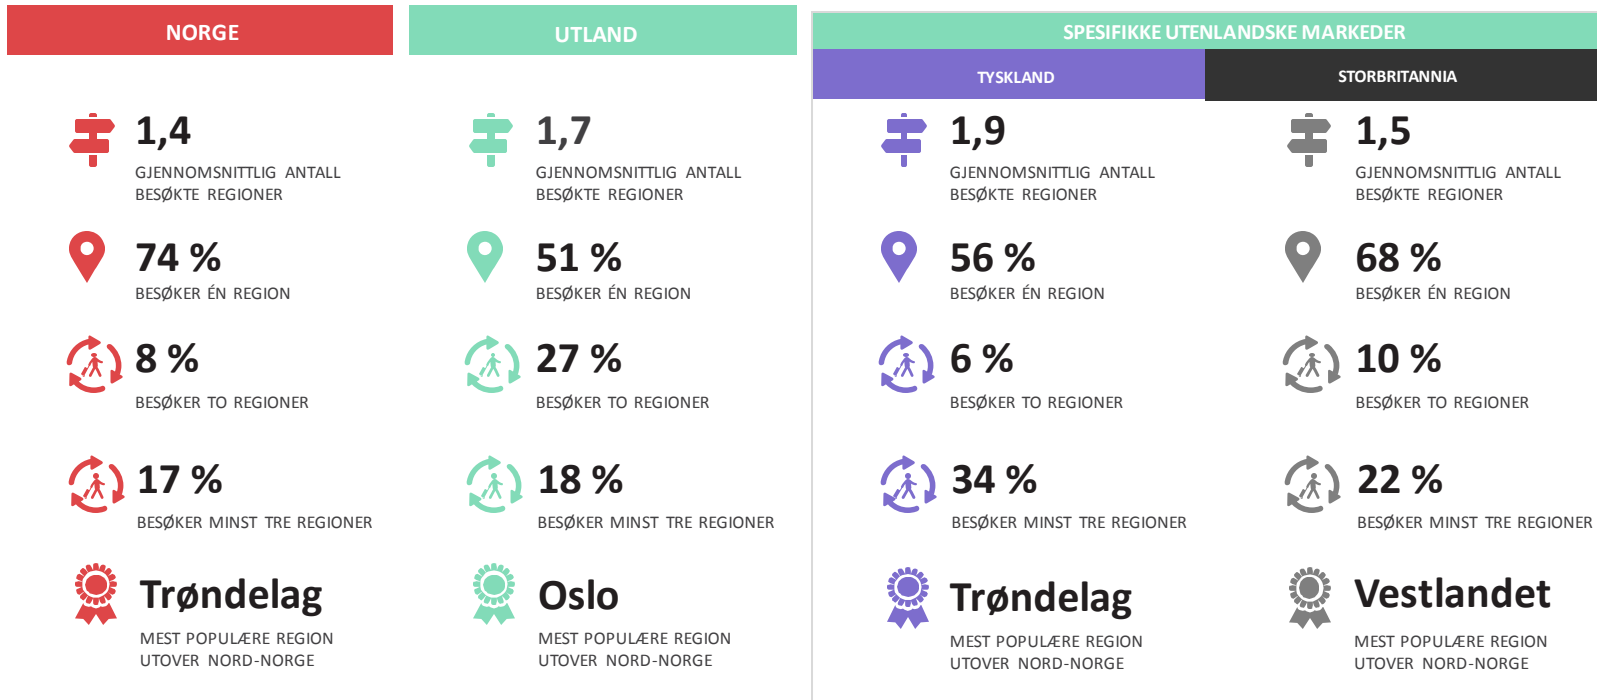 NORGE
1,4
GJENNOMSNITTLIG ANTALL
BESØKTE REGIONER
74 %
BESØKER ÉN REGION
8 %
BESØKER TO REGIONER
17 %
BESØKER MINST TRE REGIONER
Trøndelag
MEST POPULÆRE REGION
UTOVER NORD-NORGE
UTLAND
1,7
GJENNOMSNITTLIG ANTALL
BESØKTE REGIONER
51 %
BESØKER ÉN REGION
27 %
BESØKER TO REGIONER
18 %
BESØKER MINST TRE REGIONER
Oslo
MEST POPULÆRE REGION
UTOVER NORD-NORGE
SPESIFIKKE UTENLANDSKE MARKEDER
TYSKLAND
1,9
GJENNOMSNITTLIG ANTALL
BESØKTE REGIONER
56 %
BESØKER ÉN REGION
6 %
BESØKER TO REGIONER
34 %
BESØKER MINST TRE REGIONER
Trøndelag
MEST POPULÆRE REGION
UTOVER NORD-NORGE
STORBRITANNIA
1,5
GJENNOMSNITTLIG ANTALL
BESØKTE REGIONER
68 %
BESØKER ÉN REGION
10 %
BESØKER TO REGIONER
22 %
BESØKER MINST TRE REGIONER
Vestlandet
MEST POPULÆRE REGION
UTOVER NORD-NORGE